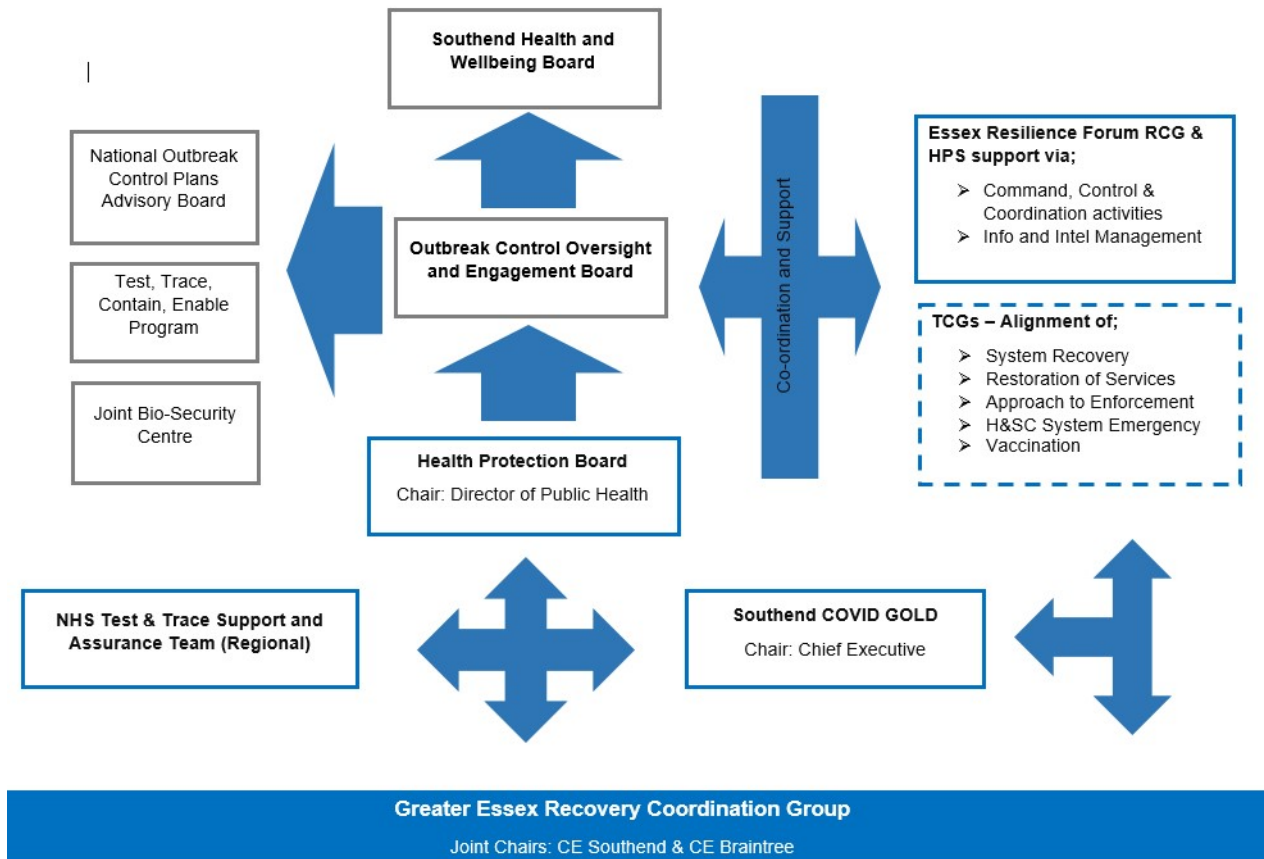 Southend Health and
Wellbeing Board
National Outbreak
Control Plans
Advisory Board
Test, Trace,
Contain, Enable
Program
Joint Bio-Security
Centre
Outbreak Control Oversight
and Engagement Board
Health Protection Board
Chair: Director of Public Health
Co-ordination and Support
Essex Resilience Forum RCG &
HPS support via;
➢ Command, Control &
Coordination activities
➢ Info and Intel Management
TCGs – Alignment of;
➢ System Recovery
➢ Restoration of Services
➢ Approach to Enforcement
➢ H&SC System Emergency
➢ Vaccination
NHS Test & Trace Support and
Assurance Team (Regional)
Southend COVID GOLD
Chair: Chief Executive
Greater Essex Recovery Coordination Group
Joint Chairs: CE Southend & CE Braintree